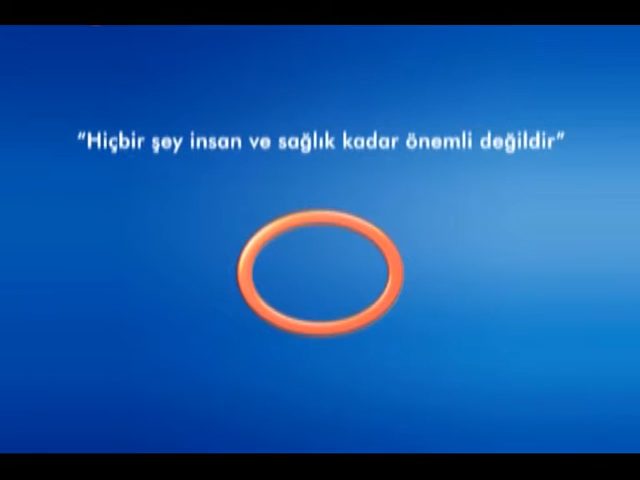 “Hiçbir şey insan ve sağlık kadar önemli değildir”